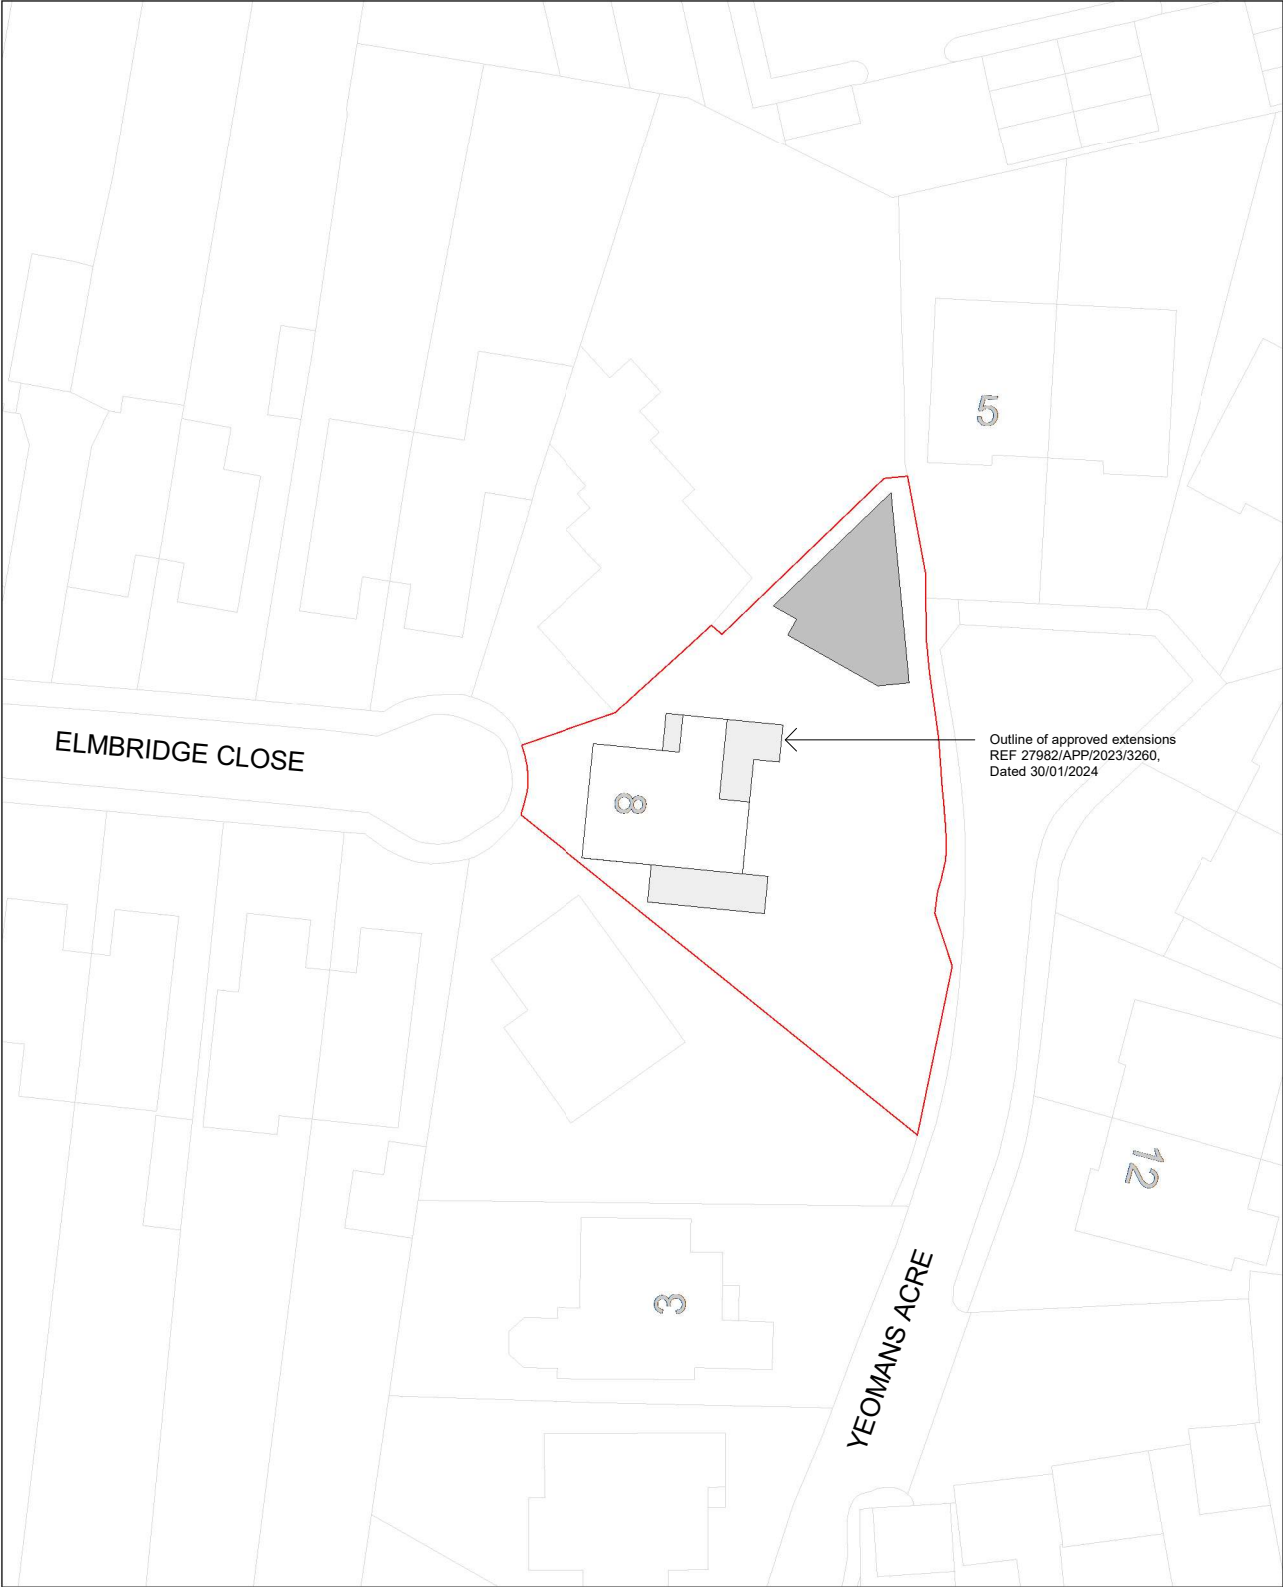 5
ELMBRIDGE CLOSE
Outline of approved extensions
REF 27982/APP/2023/3260,
Dated 30/01/2024
8
12
3
YEOMANS ACRE